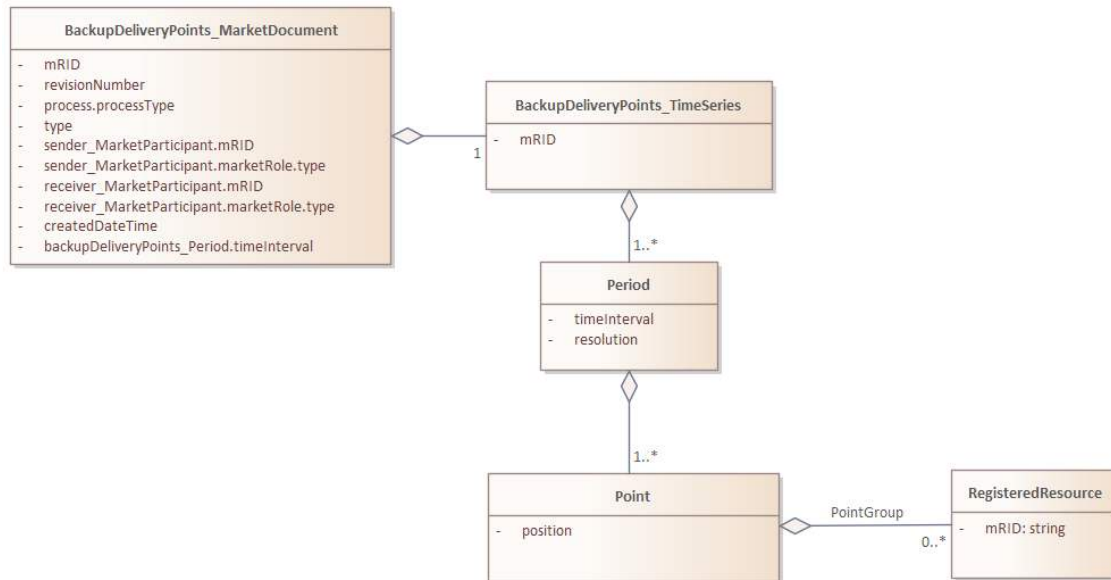 BackupDeliveryPoints_MarketDocument
- mRID
- revisionNumber
- process.processType
- type
- sender_MarketParticipant.mRID
- sender_MarketParticipant.marketRole.type
- receiver_MarketParticipant.mRID
- receiver_MarketParticipant.marketRole.type
- createdDateTime
- backupDeliveryPoints_Period.timeInterval
1
BackupDeliveryPoints_TimeSeries
- mRID
1..*
Period
- timeInterval
- resolution
1..*
Point
- position
PointGroup
0..*
RegisteredResource
- mRID: string